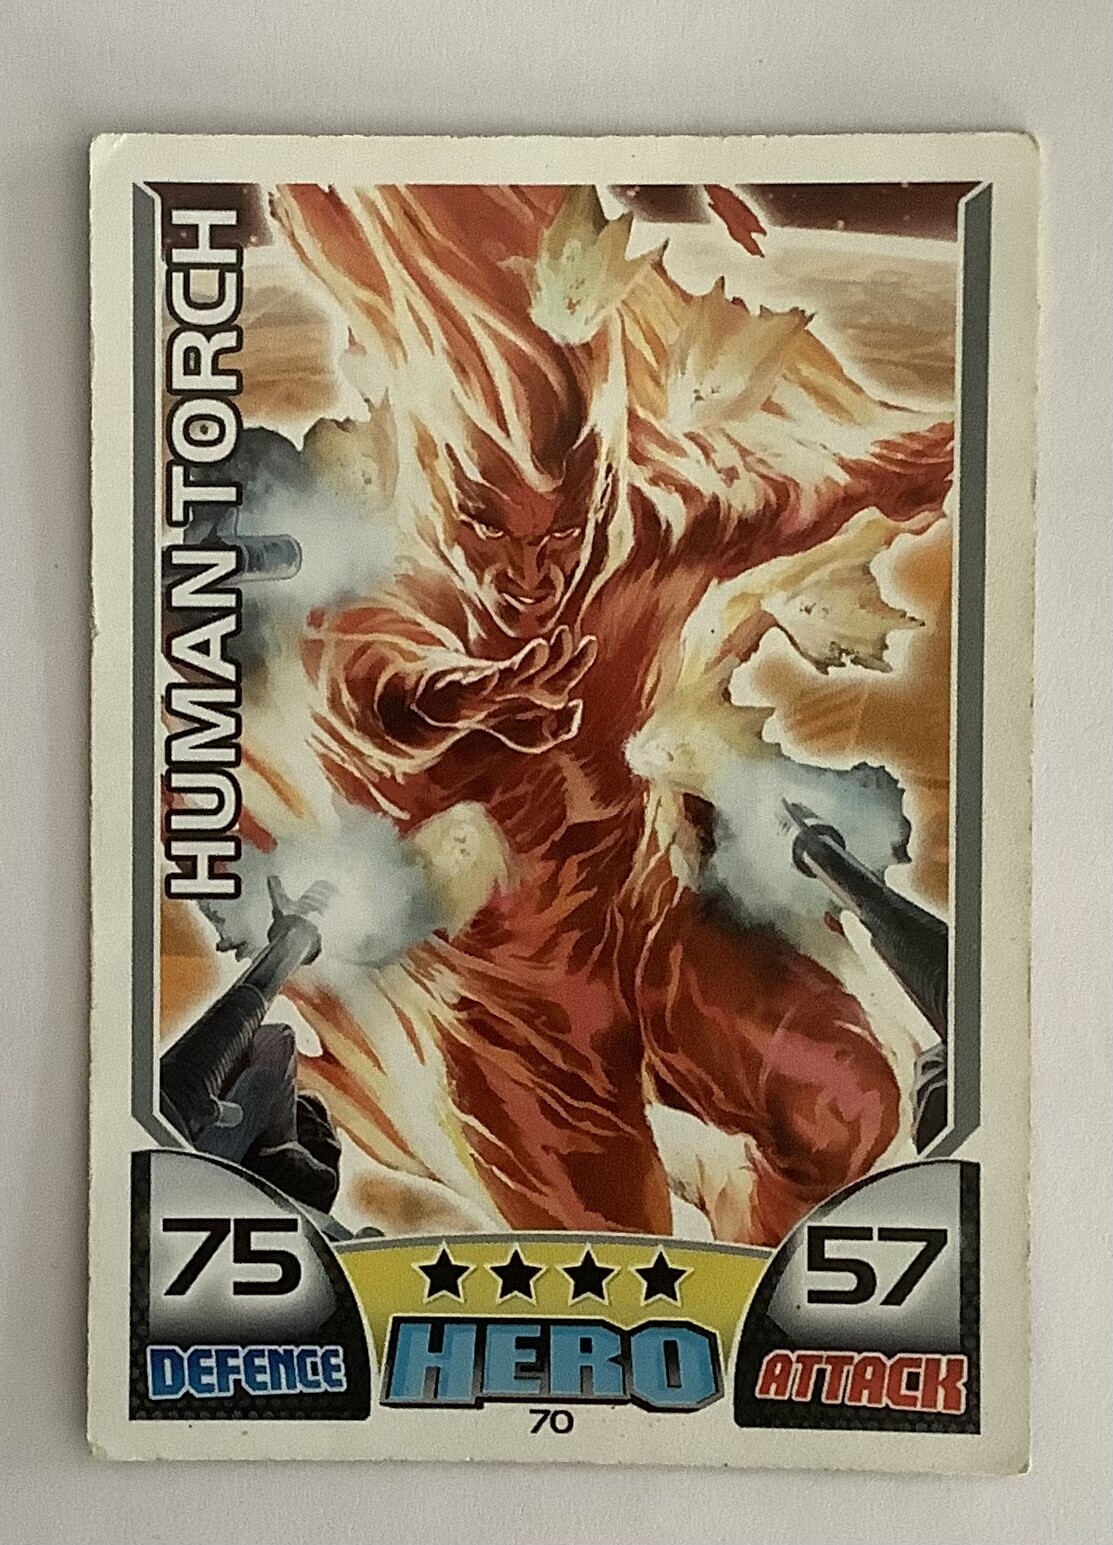 HUMAN TORCH
75
DEFENCE
★★★★
HERO
70
57
ATTACK